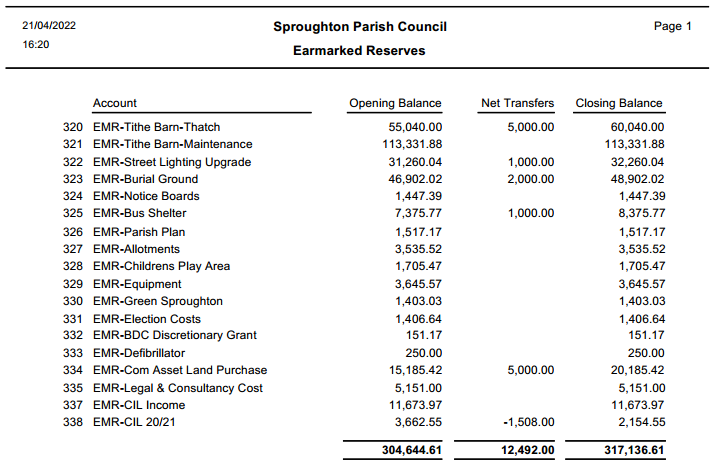 21/04/2022 Sproughton Parish Council Page 1
16:20 Earmarked Reserves
Account Opening Balance Net Transfers Closing Balance
320 EMR-Tithe Barn-Thatch 55,040.00 5,000.00 60,040.00
321 EMR-Tithe Barn-Maintenance 113,331.88 113,331.88
322 EMR-Street Lighting Upgrade 31,260.04 1,000.00 32,260.04
323 EMR-Burial Ground 46,902.02 2,000.00 48,902.02
324 EMR-Notice Boards 1,447.39 1,447.39
325 EMR-Bus Shelter 7,375.77 1,000.00 8,375.77
326 EMR-Parish Plan 1,517.17 1,517.17
327 EMR-Allotments 3,535.52 3,535.52
328 EMR-Childrens Play Area 1,705.47 1,705.47
329 EMR-Equipment 3,645.57 3,645.57
330 EMR-Green Sproughton 1,403.03 1,403.03
331 EMR-Election Costs 1,406.64 1,406.64
332 EMR-BDC Discretionary Grant 151.17 151.17
333 EMR-Defibrillator 250.00 250.00
334 EMR-Com Asset Land Purchase 15,185.42 5,000.00 20,185.42
335 EMR-Legal & Consultancy Cost 5,151.00 5,151.00
337 EMR-CIL Income 11,673.97 11,673.97
338 EMR-CIL 20/21 3,662.55 -1,508.00 2,154.55
304,644.61 12,492.00 317,136.61